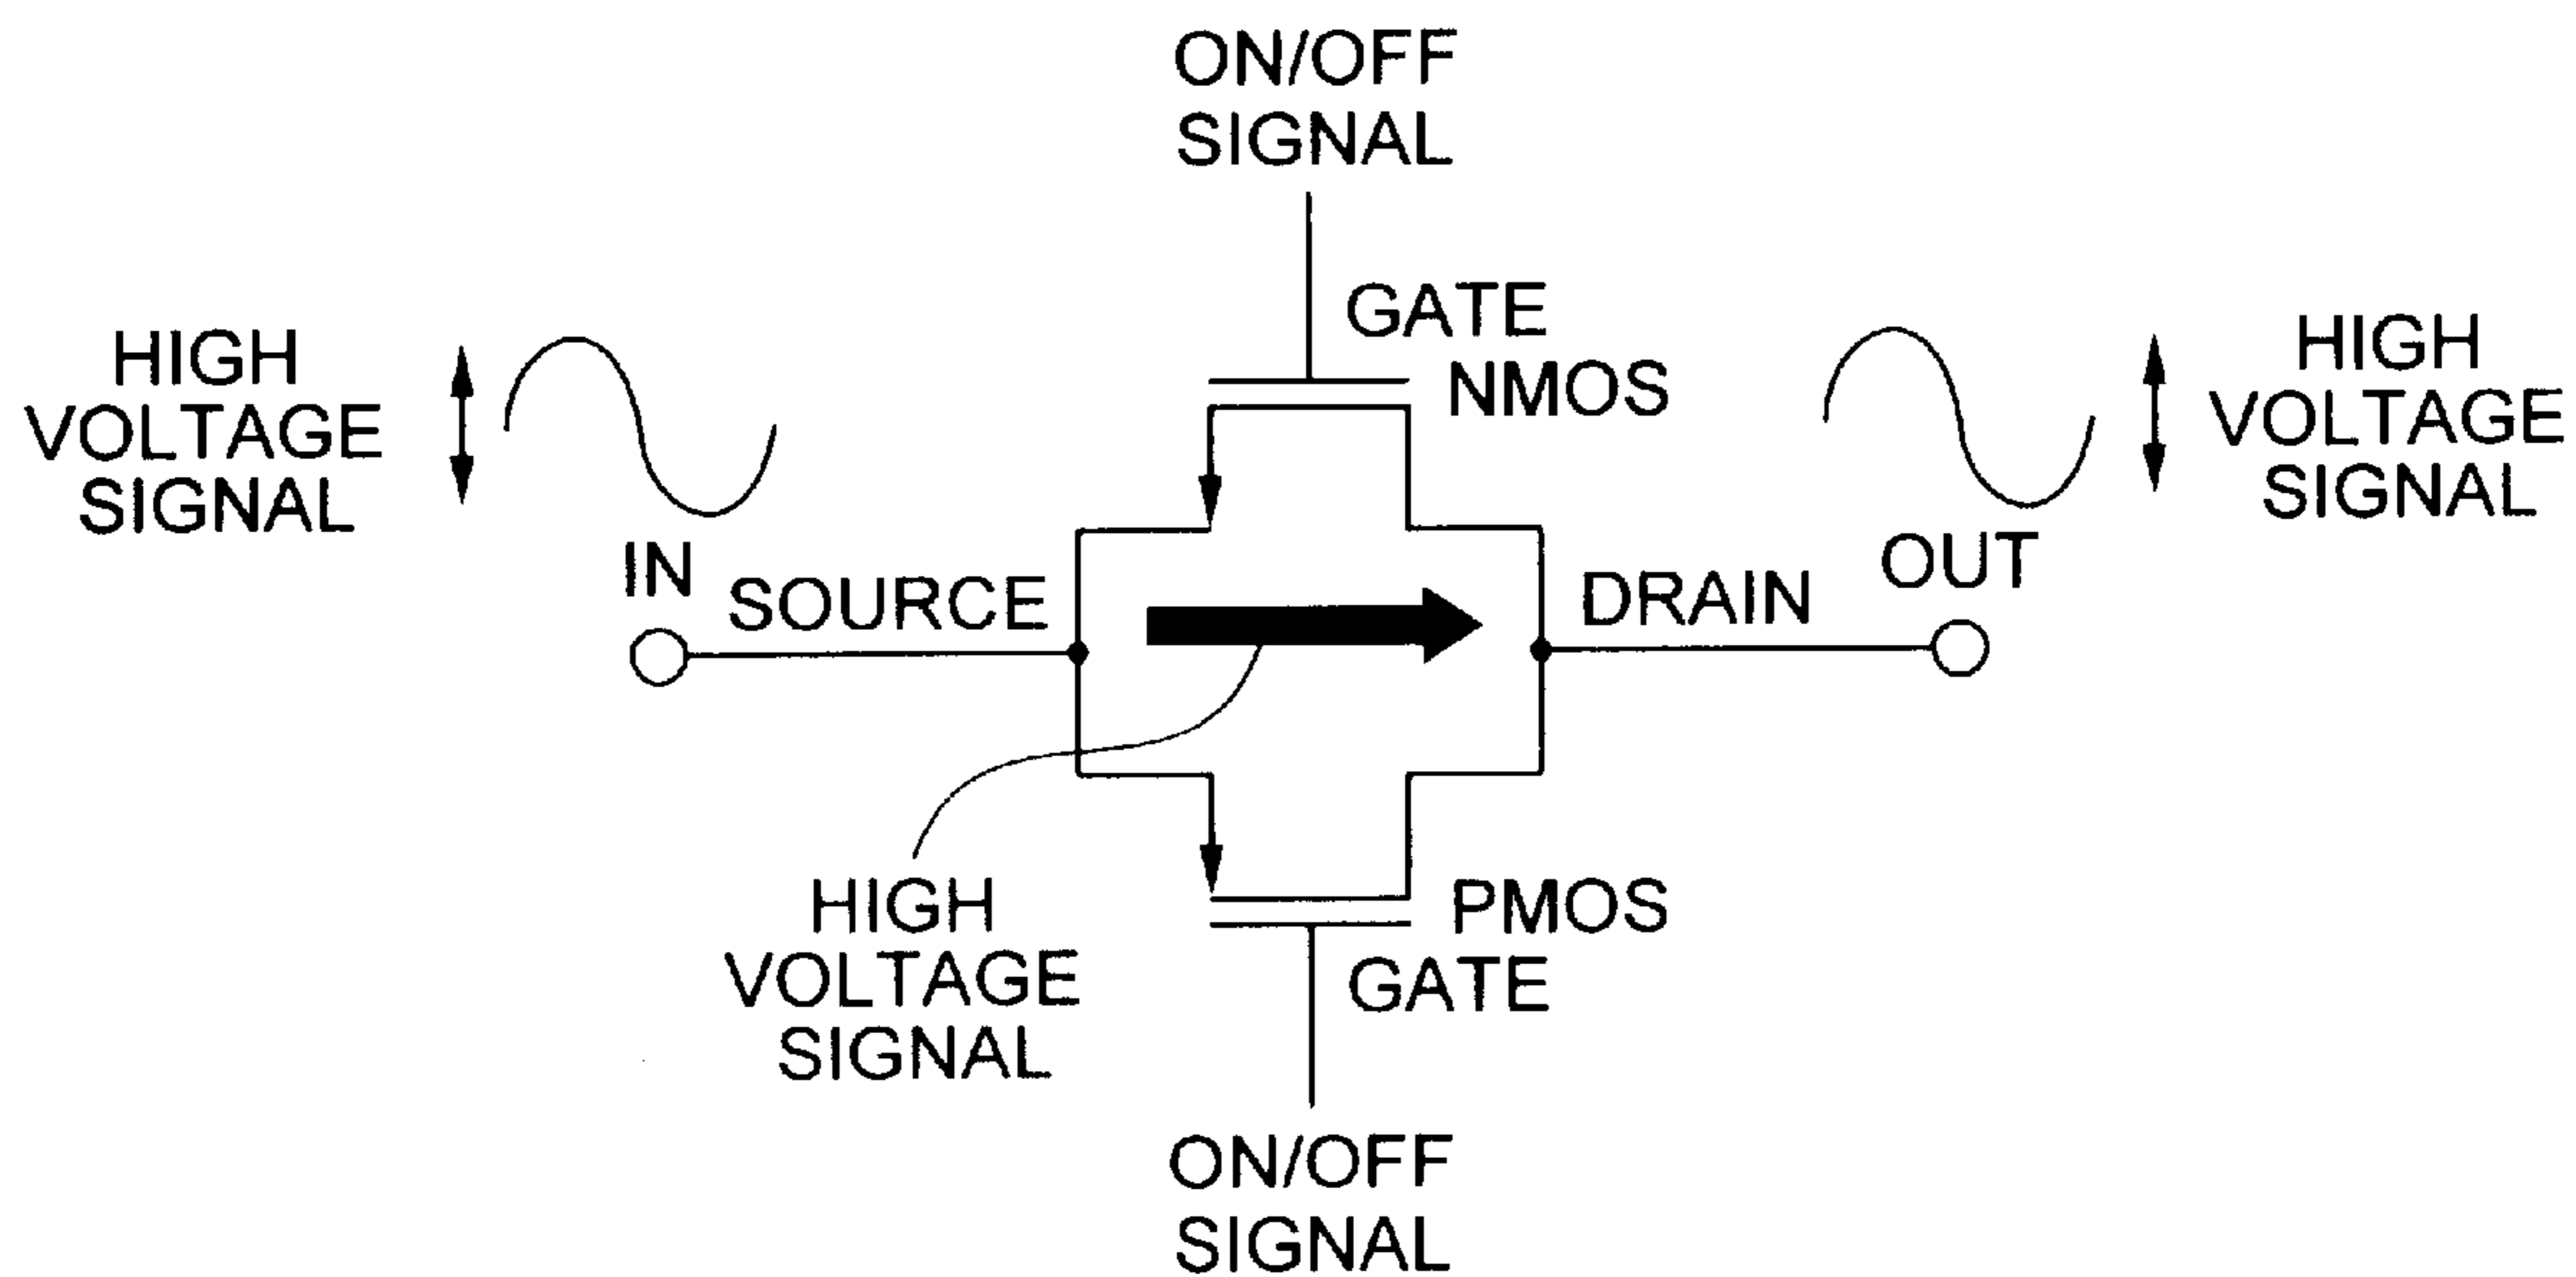 ON/OFF
SIGNAL
GATE
NMOS
HIGH
VOLTAGE
SIGNAL
HIGH
VOLTAGE
SIGNAL
IN
SOURCE
DRAIN
OUT
HIGH
VOLTAGE
SIGNAL
PMOS
GATE
ON/OFF
SIGNAL